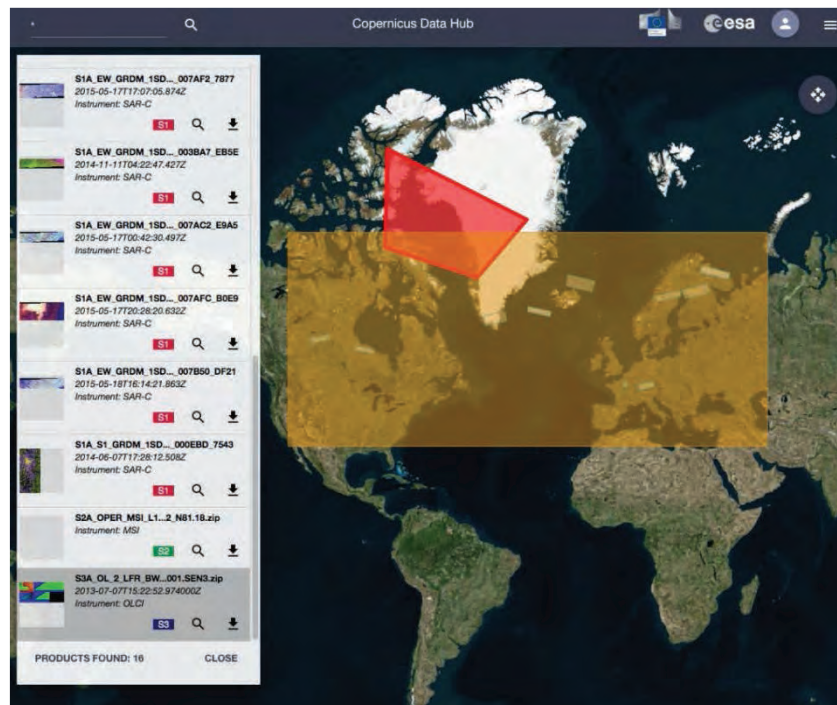 *
Copernicus Data Hub
esa
S1A_EW_GRDM_1SD..._007AF2_7877
2015-05-17T17:07:05.874Z
Instrument: SAR-C
S1
S1A_EW_GRDM_1SD..._003BA7_EB5E
2014-11-11T04:22:47.427Z
Instrument: SAR-C
S1
S1A_EW_GRDM_1SD..._007AC2_E9A5
2015-05-17T00:42:30.497Z
Instrument: SAR-C
S1
S1A_EW_GRDM_1SD..._007AFC_B0E9
2015-05-17T20:28:20.632Z
Instrument: SAR-C
S1
S1A_EW_GRDM_1SD..._007B50_DF21
2015-05-18T16:14:21.863Z
Instrument: SAR-C
S1
S1A_S1_GRDM_1SD..._000EBD_7543
2014-06-07T17:28:12.508Z
Instrument: SAR-C
S1
S2A_OPER_MSI_L1...2_N81.18.zip
Instrument: MSI
S2
S3A_OL_2_LFR_BW...001.SEN3.zip
2013-07-07T15:22:52.974000Z
Instrument: OLCI
S3
PRODUCTS FOUND: 16
CLOSE